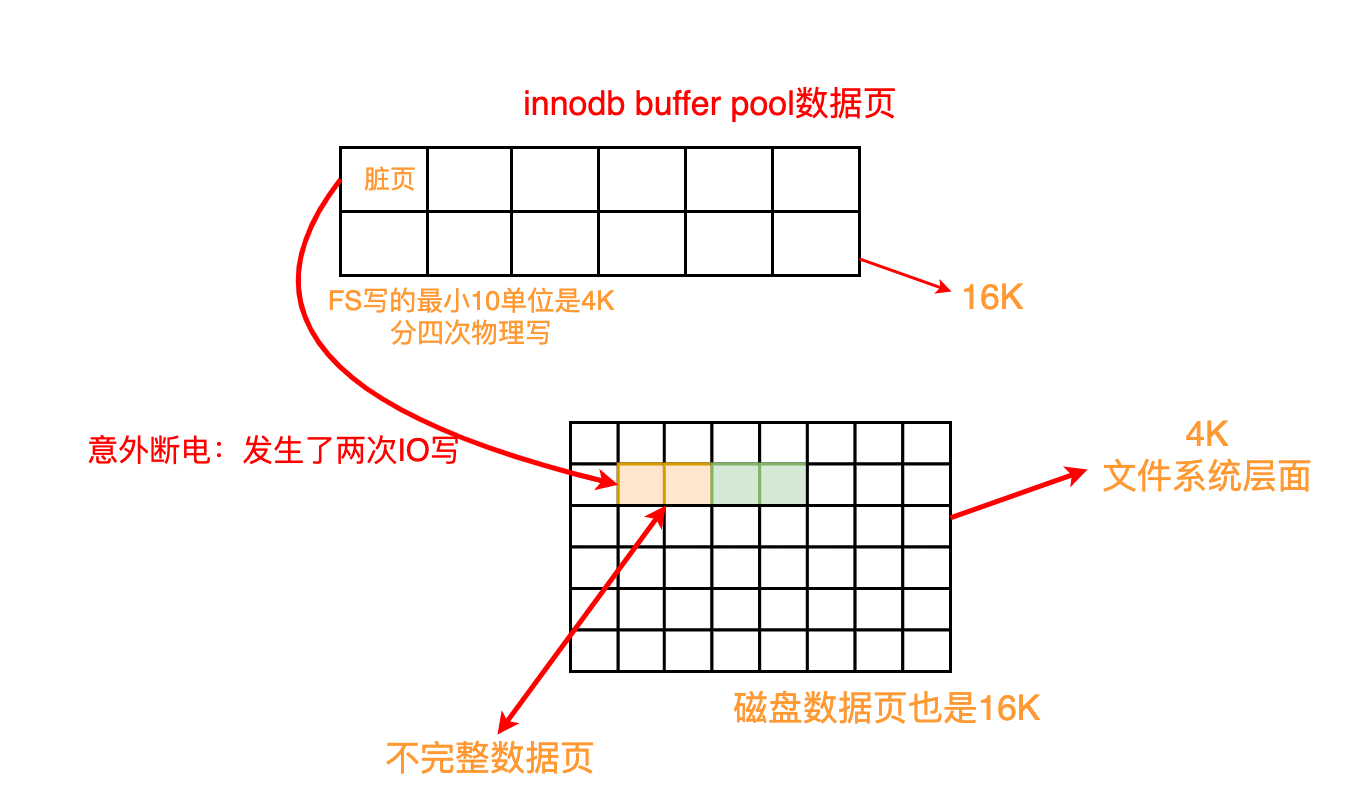 innodb buffer pool数据页
脏页
FS写的最小10单位是4K
分四次物理写
16K
意外断电：发生了两次IO写
4K
文件系统层面
磁盘数据页也是16K
不完整数据页